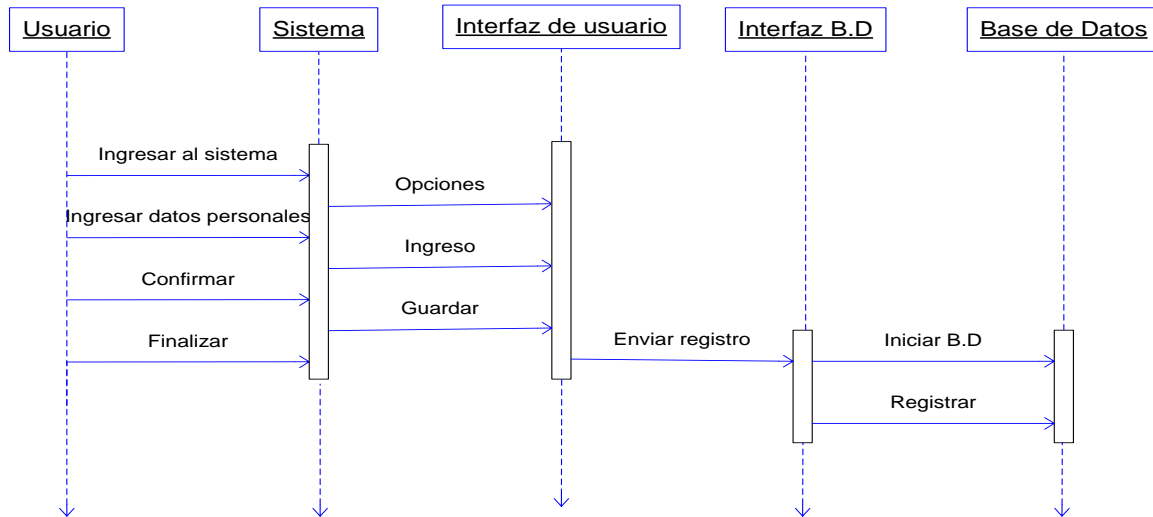 Usuario
Sistema
Interfaz de usuario
Interfaz B.D
Base de Datos
Ingresar al sistema
Opciones
Ingresar datos personales
Ingreso
Confirmar
Guardar
Finalizar
Enviar registro
Iniciar B.D
Registrar